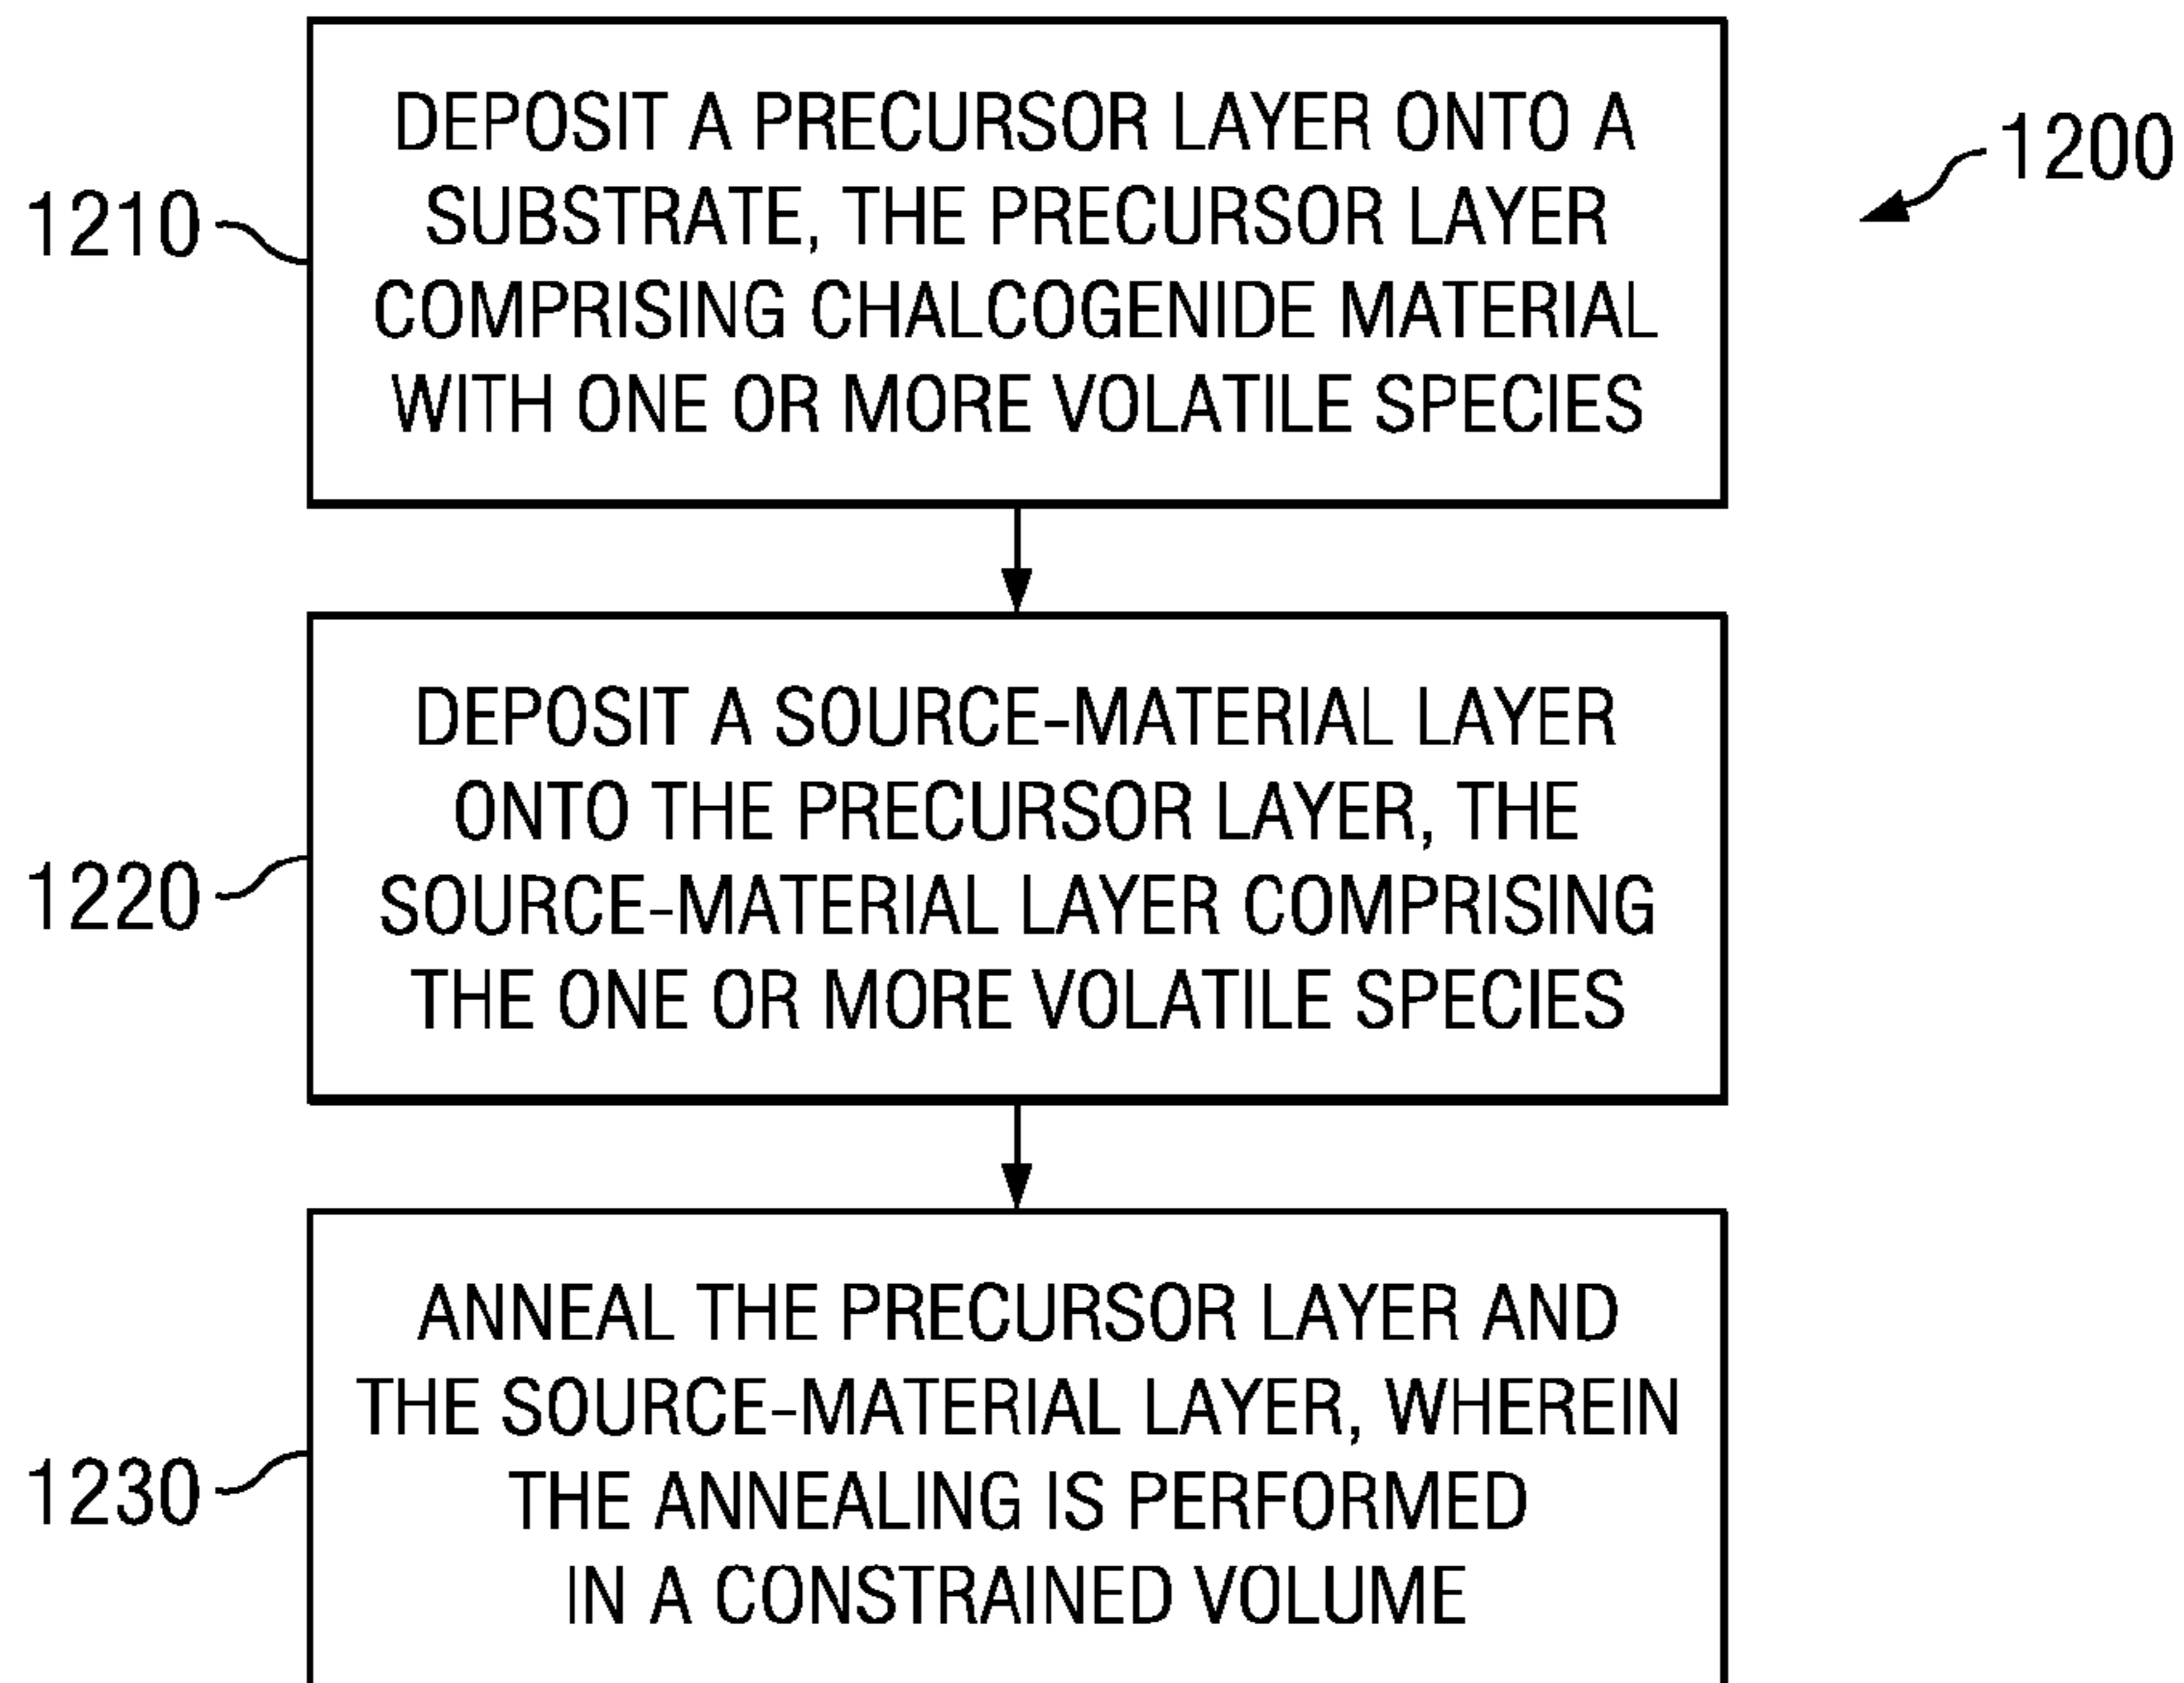 1200
1210
DEPOSIT A PRECURSOR LAYER ONTO A
SUBSTRATE, THE PRECURSOR LAYER
COMPRISING CHALCOGENIDE MATERIAL
WITH ONE OR MORE VOLATILE SPECIES
1220
DEPOSIT A SOURCE-MATERIAL LAYER
ONTO THE PRECURSOR LAYER, THE
SOURCE-MATERIAL LAYER COMPRISING
THE ONE OR MORE VOLATILE SPECIES
1230
ANNEAL THE PRECURSOR LAYER AND
THE SOURCE-MATERIAL LAYER, WHEREIN
THE ANNEALING IS PERFORMED
IN A CONSTRAINED VOLUME